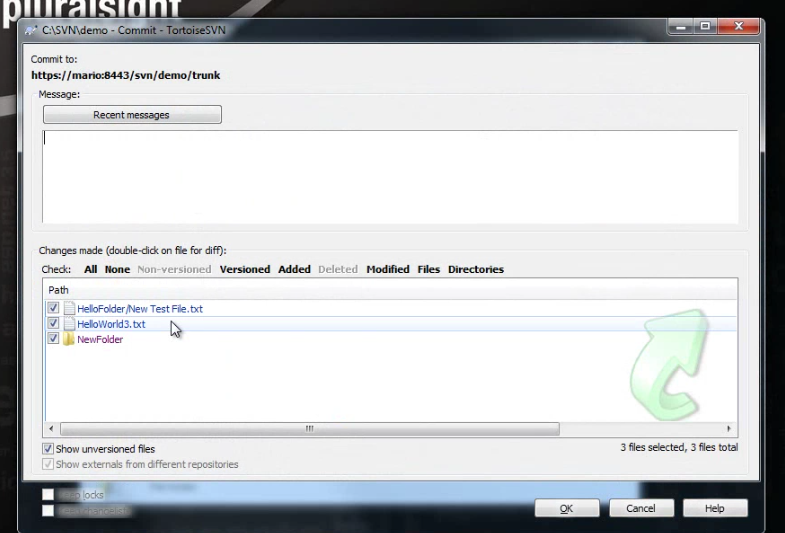 pluralsight
C:\SVN\demo - Commit - TortoiseSVN
Commit to:
https://mario:8443/svn/demo/trunk
Message:
Recent messages
Changes made (double-click on file for diff):
Check: All None Non-versioned Versioned Added Deleted Modified Files Directories
Path
HelloFolder/New Test File.txt
HelloWorld3.txt
NewFolder
Show unversioned files
3 files selected, 3 files total
Show externals from different repositories
locks
OK Cancel Help